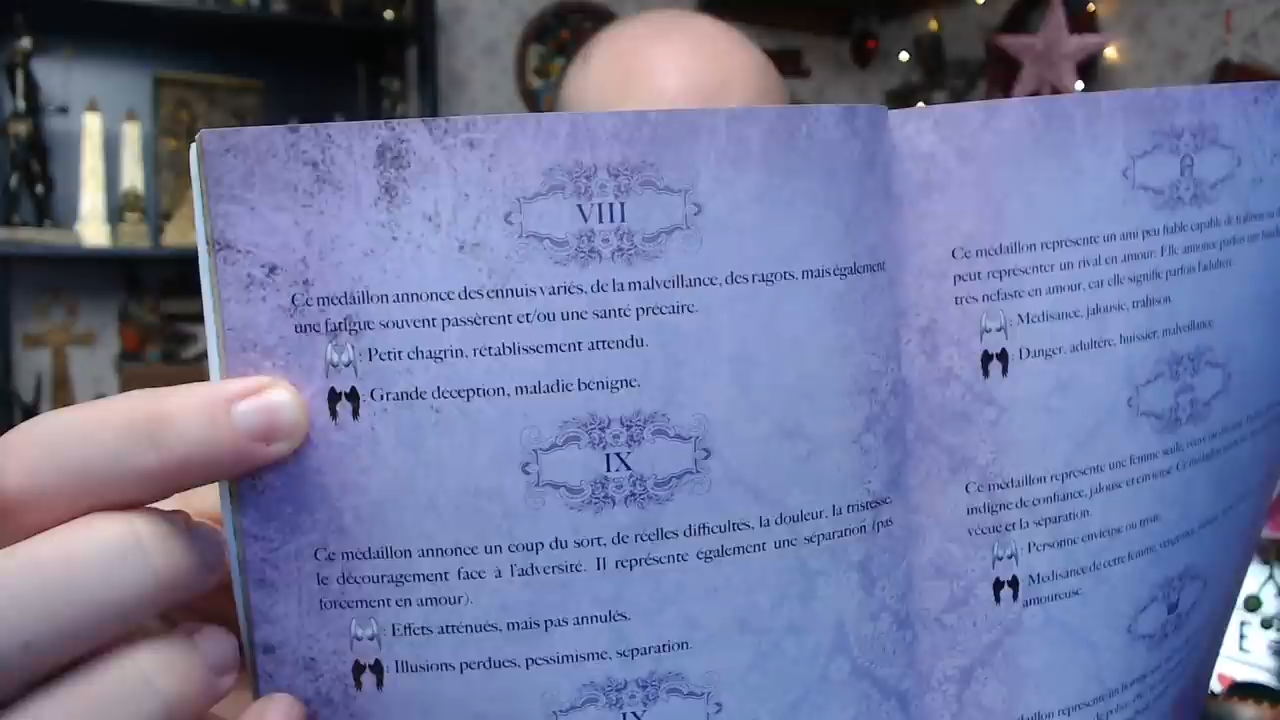 VIII
Ce médaillon annonce des ennuis variés, de la malveillance, des ragots, mais également
une fatigue souvent passèrent et/ou une santé précaire.
: Petit chagrin, rétablissement attendu.
: Grande déception, maladie bénigne.
IX
Ce médaillon annonce un coup du sort, de réelles difficultés, la douleur, la tristesse
le découragement face à l'adversité. Il représente également une séparation (pas
forcement en amour).
: Effets atténués, mais pas annulés.
: Illusions perdues, pessimisme, separation.
IX
Ce médaillon représente un ami peu fiable capable de
peut représenter un rival en amour. Elle annonce parfois une
très néfaste en amour, car elle signifie parfois l'adultère.
: Médisance, jalousie, trahison.
: Danger, adultère, huissier, malveillance
Ce médaillon représente une femme seule,
indigne de confiance, jalouse et envieuse. Ce médaillon
vécue et la séparation.
: Personne envieuse ou
: Médisance de cette femme,
amoureuse.